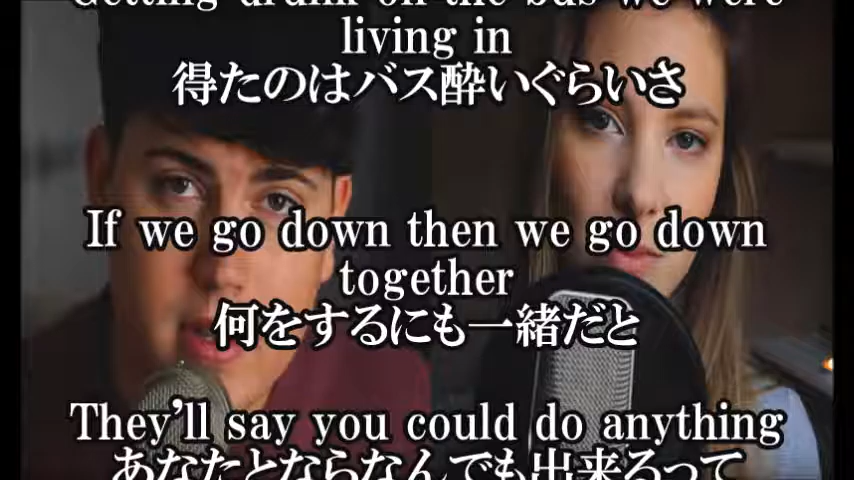 Getting drunk on the bus we were
living in
得たのはバス酔いぐらいさ
If we go down then we go down
together
何をするにも一緒だと
They'll say you could do anything
あなたとならなんでも出来るって